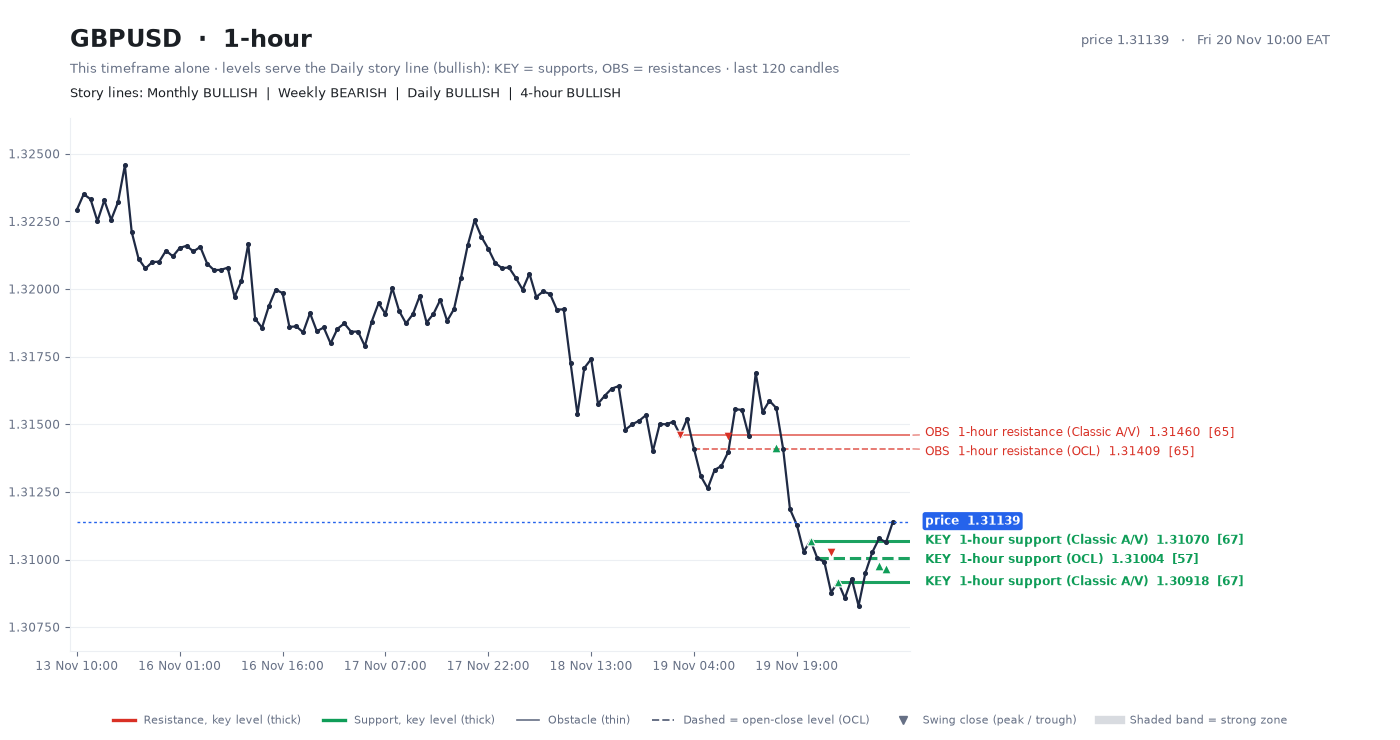 GBPUSD · 1-hour
price 1.31139 · Fri 20 Nov 10:00 EAT
This timeframe alone · levels serve the Daily story line (bullish): KEY = supports, OBS = resistances · last 120 candles
Story lines: Monthly BULLISH | Weekly BEARISH | Daily BULLISH | 4-hour BULLISH
1.32500
1.32250
1.32000
1.31750
1.31500
1.31250
1.31000
1.30750
OBS 1-hour resistance (Classic A/V) 1.31460 [65]
OBS 1-hour resistance (OCL) 1.31409 [65]
price 1.31139
KEY 1-hour support (Classic A/V) 1.31070 [67]
KEY 1-hour support (OCL) 1.31004 [57]
KEY 1-hour support (Classic A/V) 1.30918 [67]
13 Nov 10:00 16 Nov 01:00 16 Nov 16:00 17 Nov 07:00 17 Nov 22:00 18 Nov 13:00 19 Nov 04:00 19 Nov 19:00
Resistance, key level (thick) Support, key level (thick) Obstacle (thin) Dashed = open-close level (OCL) Swing close (peak / trough) Shaded band = strong zone